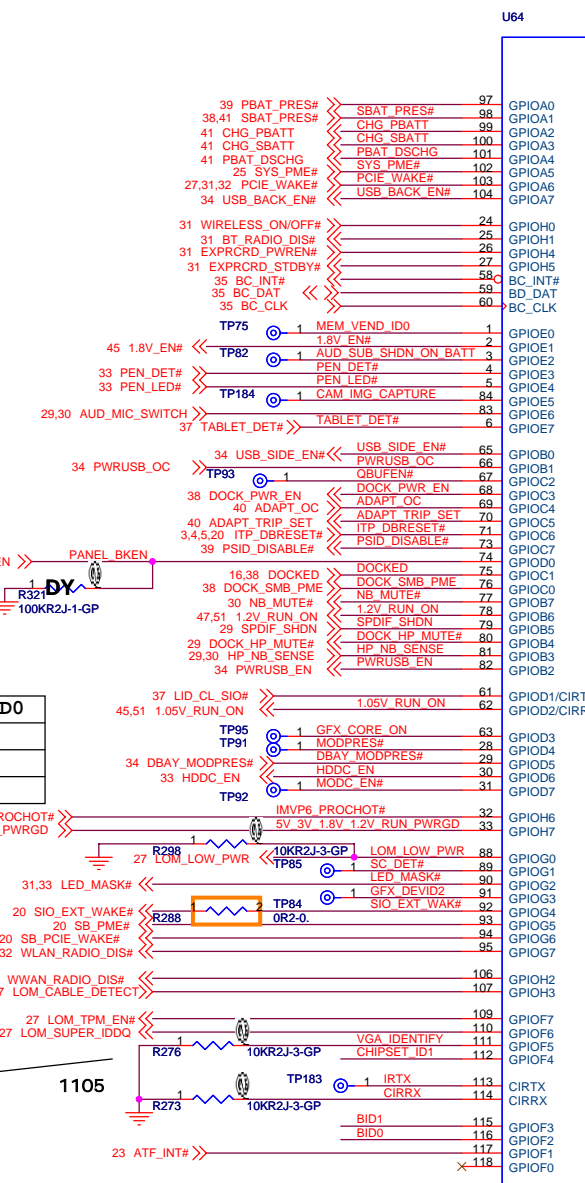 U64
39 PBAT_PRES# 97 GPIOA0
38,41 SBAT_PRES# SBAT_PRES# 98 GPIOA1
41 CHG_PBATT CHG_PBATT 99 GPIOA2
41 CHG_SBATT CHG_SBATT 100 GPIOA3
41 PBAT_DSCHG PBAT_DSCHG 101 GPIOA4
25 SYS_PME# SYS_PME# 102 GPIOA5
27,31,32 PCIE_WAKE# PCIE_WAKE# 103 GPIOA6
34 USB_BACK_EN# USB_BACK_EN# 104 GPIOA7
31 WIRELESS_ON/OFF# 24 GPIOH0
31 BT_RADIO_DIS# 25 GPIOH1
31 EXPRCRD_PWREN# 26 GPIOH4
31 EXPRCRD_STDBY# 27 GPIOH5
35 BC_INT# 58 BC_INT#
35 BC_DAT 59 BD_DAT
35 BC_CLK 60 BC_CLK
TP75 1 MEM_VEND_ID0 1 GPIOE0
45 1.8V_EN# 1.8V_EN# 2 GPIOE1
TP82 1 AUD_SUB_SHDN_ON_BATT 3 GPIOE2
33 PEN_DET# PEN_DET# 4 GPIOE3
33 PEN_LED# PEN_LED# 5 GPIOE4
TP184 1 CAM_IMG_CAPTURE 84 GPIOE5
29,30 AUD_MIC_SWITCH 83 GPIOE6
37 TABLET_DET# TABLET_DET# 6 GPIOE7
34 USB_SIDE_EN# USB_SIDE_EN# 65 GPIOB0
34 PWRUSB_OC PWRUSB_OC 66 GPIOB1
TP93 1 QBUFEN# 67 GPIOC2
38 DOCK_PWR_EN DOCK_PWR_EN 68 GPIOC3
40 ADAPT_OC ADAPT_OC 69 GPIOC4
40 ADAPT_TRIP_SET ADAPT_TRIP_SET 70 GPIOC5
3,4,5,20 ITP_DBRESET# ITP_DBRESET# 71 GPIOC6
39 PSID_DISABLE# PSID_DISABLE# 73 GPIOC7
EN PANEL_BKEN 74 GPIOD0
16,38 DOCKED DOCKED 75 GPIOC1
R321 1 DY 38 DOCK_SMB_PME DOCK_SMB_PME 76 GPIOC0
100KR2J-1-GP 30 NB_MUTE# NB_MUTE# 77 GPIOB7
47,51 1.2V_RUN_ON 1.2V_RUN_ON 78 GPIOB6
29 SPDIF_SHDN SPDIF_SHDN 79 GPIOB5
29 DOCK_HP_MUTE# DOCK_HP_MUTE# 80 GPIOB4
29,30 HP_NB_SENSE HP_NB_SENSE 81 GPIOB3
34 PWRUSB_EN PWRUSB_EN 82 GPIOB2
37 LID_CL_SIO# 61 GPIOD1/CIRT
45,51 1.05V_RUN_ON 1.05V_RUN_ON 62 GPIOD2/CIRR
D0
TP95 1 GFX_CORE_ON 63 GPIOD3
TP91 1 MODPRES# 28 GPIOD4
34 DBAY_MODPRES# DBAY_MODPRES# 29 GPIOD5
33 HDDC_EN HDDC_EN 30 GPIOD6
TP92 1 MODC_EN# 31 GPIOD7
ROCHOT# IMVP6_PROCHOT# 32 GPIOH6
PWRGD 5V_3V_1.8V_1.2V_RUN_PWRGD 33 GPIOH7
R298 1 10KR2J-3-GP
27 LOM_LOW_PWR LOM_LOW_PWR 88 GPIOG0
TP85 1 SC_DET# 89 GPIOG1
31,33 LED_MASK# LED_MASK# 90 GPIOG2
TP84 1 GFX_DEVID2 91 GPIOG3
20 SIO_EXT_WAKE# R288 1 2 0R2-0. SIO_EXT_WAK# 92 GPIOG4
20 SB_PME# 93 GPIOG5
20 SB_PCIE_WAKE# 94 GPIOG6
32 WLAN_RADIO_DIS# 95 GPIOG7
WWAN_RADIO_DIS# 106 GPIOH2
7 LOM_CABLE_DETECT 107 GPIOH3
27 LOM_TPM_EN# 109 GPIOF7
27 LOM_SUPER_IDDQ 110 GPIOF6
R276 1 10KR2J-3-GP VGA_IDENTIFY 111 GPIOF5
CHIPSET_ID1 112 GPIOF4
1105
TP183 1 IRTX 113 CIRTX
R273 1 10KR2J-3-GP CIRRX 114 CIRRX
BID1 115 GPIOF3
BID0 116 GPIOF2
23 ATF_INT# 117 GPIOF1
118 GPIOF0